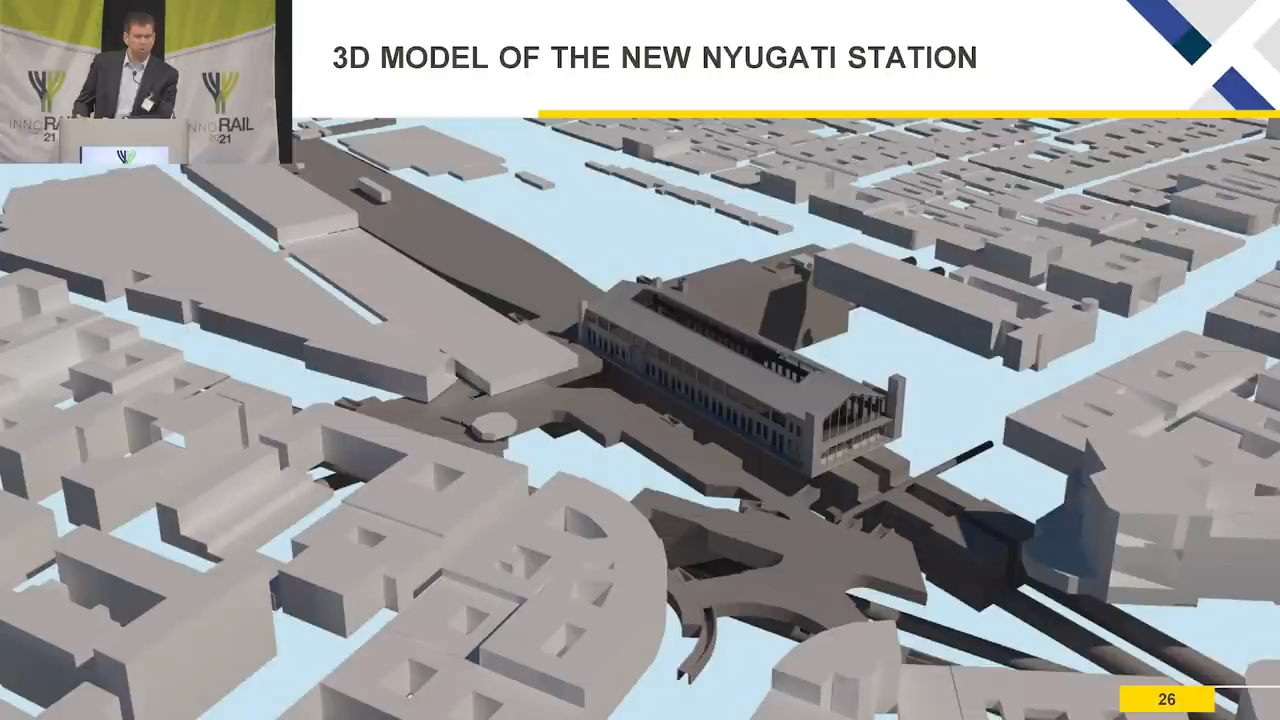 3D MODEL OF THE NEW NYUGATI STATION
INNORAIL
2021
INNORAIL
2021
26